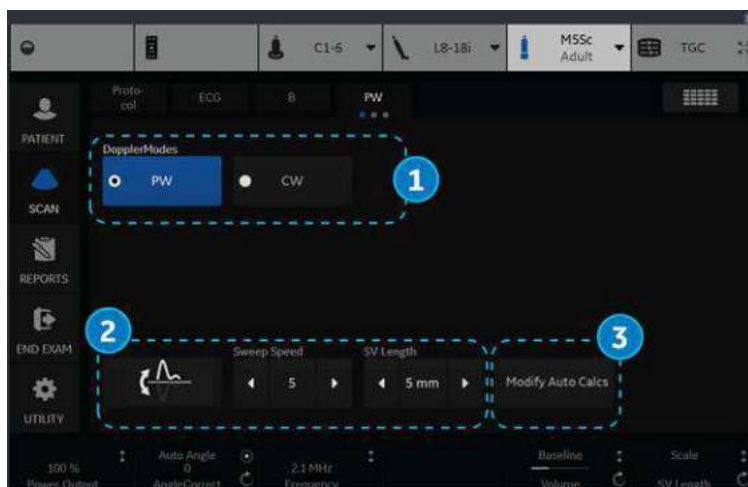 C1-6
L8-18i
M5Sc
Adult
TGC
PATIENT
Proto-
col
ECG
B
PW
DopplerModes
PW
CW
1
SCAN
REPORTS
END EXAM
2
3
Sweep Speed
SV Length
5
5 mm
Modify Auto Calcs
UTILITY
100 %
Power Output
Auto Angle
0
AngleCorrect
2.1 MHz
Frequency
Baseline
Volume
Scale
SV Length